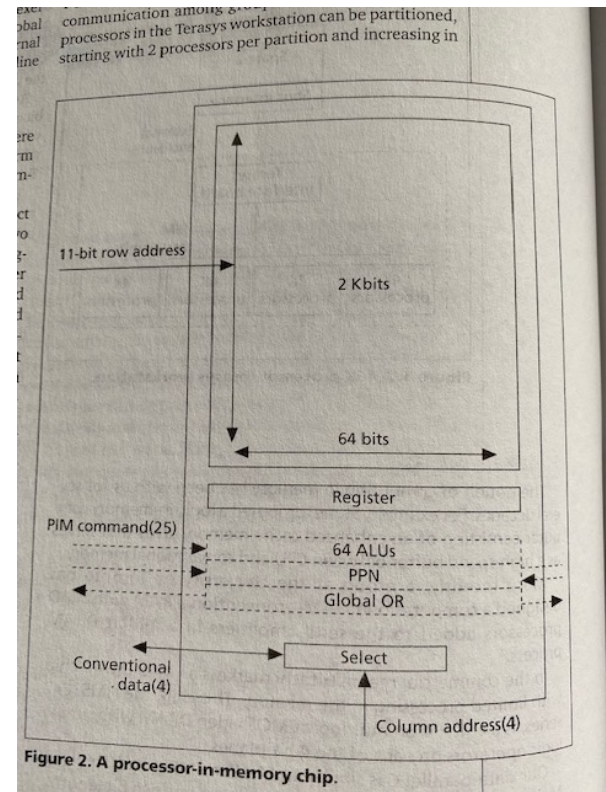 communication among
processors in the Terasys workstation can be partitioned,
starting with 2 processors per partition and increasing in
11-bit row address
2 Kbits
64 bits
Register
PIM command(25)
64 ALUs
PPN
Global OR
Select
Conventional
data(4)
Column address(4)
Figure 2. A processor-in-memory chip.